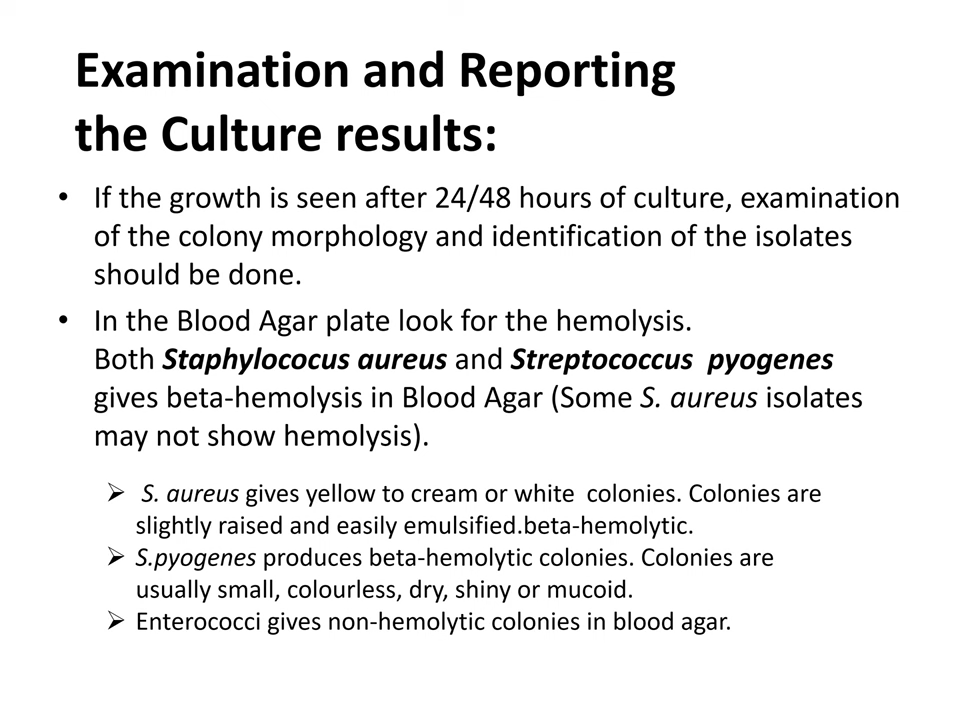 Examination and Reporting
the Culture results:
• If the growth is seen after 24/48 hours of culture, examination
of the colony morphology and identification of the isolates
should be done.
• In the Blood Agar plate look for the hemolysis.
Both Staphylococus aureus and Streptococcus  pyogenes
gives beta-hemolysis in Blood Agar (Some S. aureus isolates
may not show hemolysis).
➢ S. aureus gives yellow to cream or white  colonies. Colonies are
slightly raised and easily emulsified.beta-hemolytic.
➢ S.pyogenes produces beta-hemolytic colonies. Colonies are
usually small, colourless, dry, shiny or mucoid.
➢ Enterococci gives non-hemolytic colonies in blood agar.